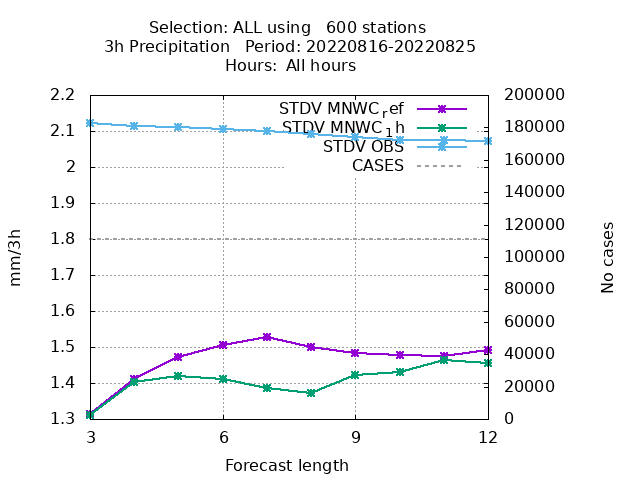 Selection: ALL using   600 stations
3h Precipitation   Period: 20220816-20220825
Hours:  All hours
STDV MNWC_ref
STDV MNWC_1h
STDV OBS
CASES
2.2
2.1
2
1.9
1.8
1.7
1.6
1.5
1.4
1.3
mm/3h
200000
180000
160000
140000
120000
100000
80000
60000
40000
20000
0
No cases
3 6 9 12
Forecast length